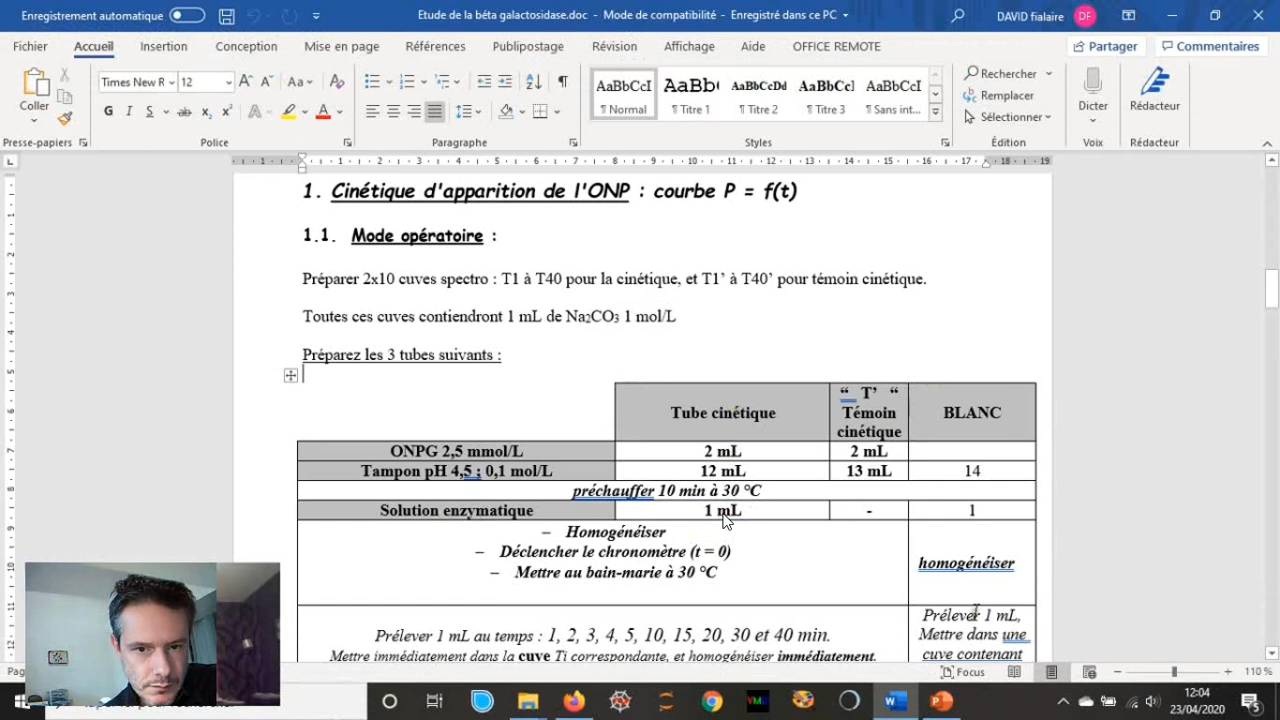 Enregistrement automatique
Etude de la béta galactosidase.doc - Mode de compatibilité - Enregistré dans ce PC
DAVID fialaire
DF
Fichier Accueil Insertion Conception Mise en page Références Publipostage Révision Affichage Aide OFFICE REMOTE
Partager
Commentaires
Coller
Times New R 12
Aa
G I S ab x₂ x² A A
AaBbCcI AaBb( AaBbCcDd AaBbCcI AaBbCcI
¶ Normal ¶ Titre 1 ¶ Titre 2 ¶ Titre 3 ¶ Sans int...
Rechercher
Remplacer
Sélectionner
Dicter
Rédacteur
Presse-papiers Police Paragraphe Styles Édition Voix Rédacteur
1. Cinétique d'apparition de l'ONP : courbe P = f(t)
1.1. Mode opératoire :
Préparer 2x10 cuves spectro : T1 à T40 pour la cinétique, et T1’ à T40’ pour témoin cinétique.
Toutes ces cuves contiendront 1 mL de Na₂CO₃ 1 mol/L
Préparez les 3 tubes suivants :
Tube cinétique
“ T’ “
Témoin
cinétique
BLANC
ONPG 2,5 mmol/L 2 mL 2 mL
Tampon pH 4,5 ; 0,1 mol/L 12 mL 13 mL 14
préchauffer 10 min à 30 °C
Solution enzymatique 1 mL - 1
– Homogénéiser
– Déclencher le chronomètre (t = 0)
– Mettre au bain-marie à 30 °C
homogénéiser
Prélever 1 mL au temps : 1, 2, 3, 4, 5, 10, 15, 20, 30 et 40 min.
Mettre immédiatement dans la cuve Ti correspondante, et homogénéiser immédiatement.
Prélever 1 mL,
Mettre dans une
cuve contenant
Focus
110 %
12:04
23/04/2020